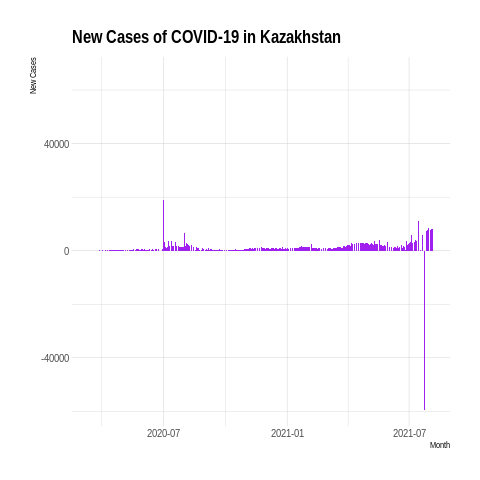 New Cases of COVID-19 in Kazakhstan
New Cases
40000
0
-40000
2020-07
2021-01
2021-07
Month